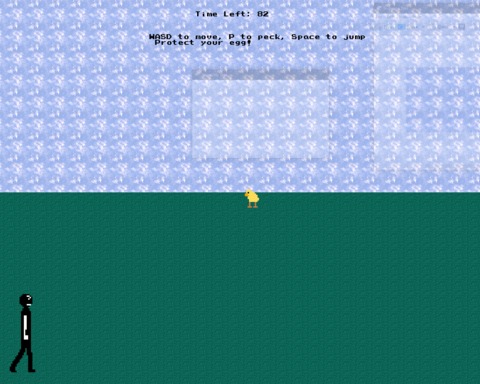 Time Left: 82
WASD to move, P to peck, Space to jump
Protect your egg!